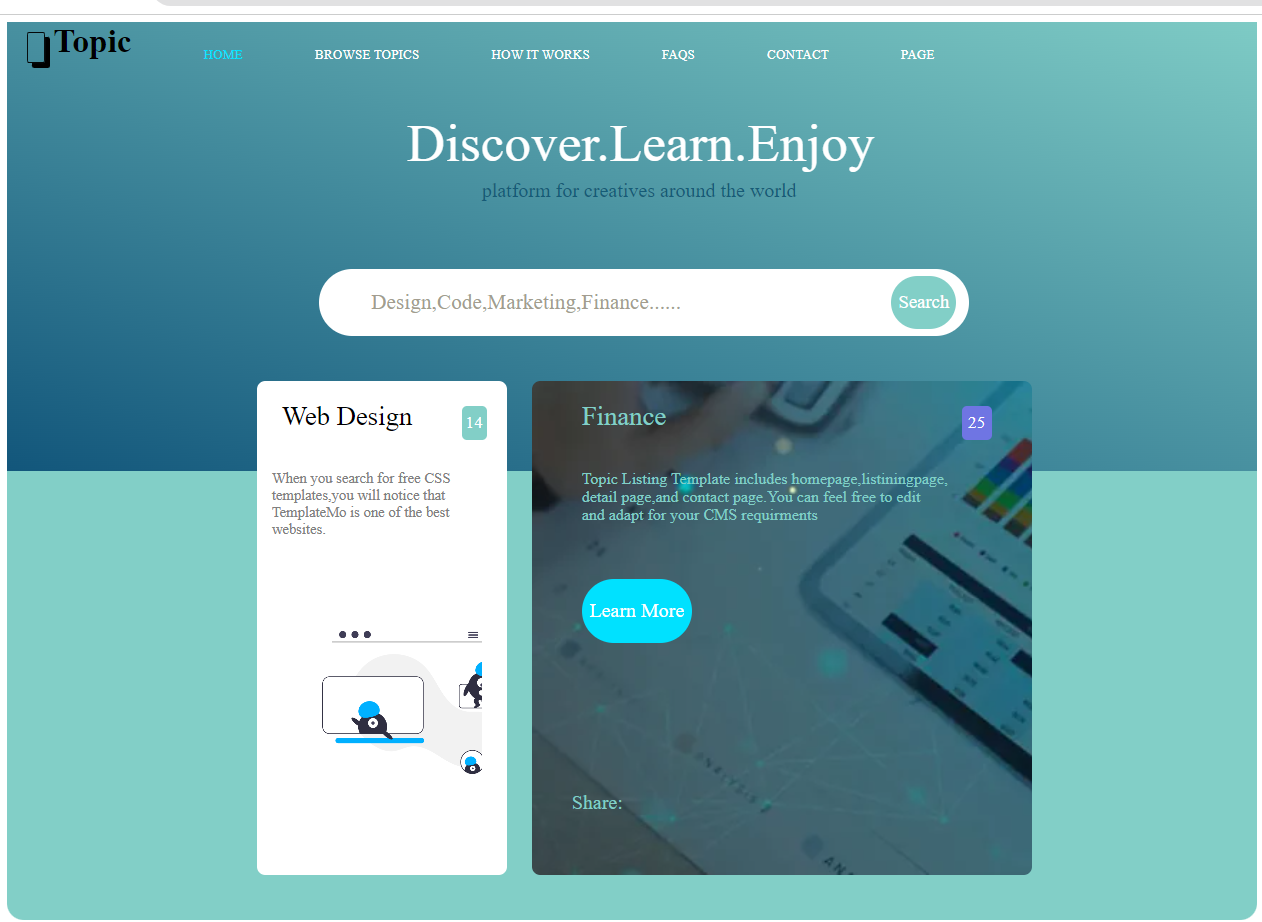 Topic
HOME
BROWSE TOPICS
HOW IT WORKS
FAQS
CONTACT
PAGE
Discover.Learn.Enjoy
platform for creatives around the world
Design,Code,Marketing,Finance......
Search
Web Design
14
When you search for free CSS
templates,you will notice that
TemplateMo is one of the best
websites.
Finance
25
Topic Listing Template includes homepage,listiningpage,
detail page,and contact page.You can feel free to edit
and adapt for your CMS requirments
Learn More
Share: